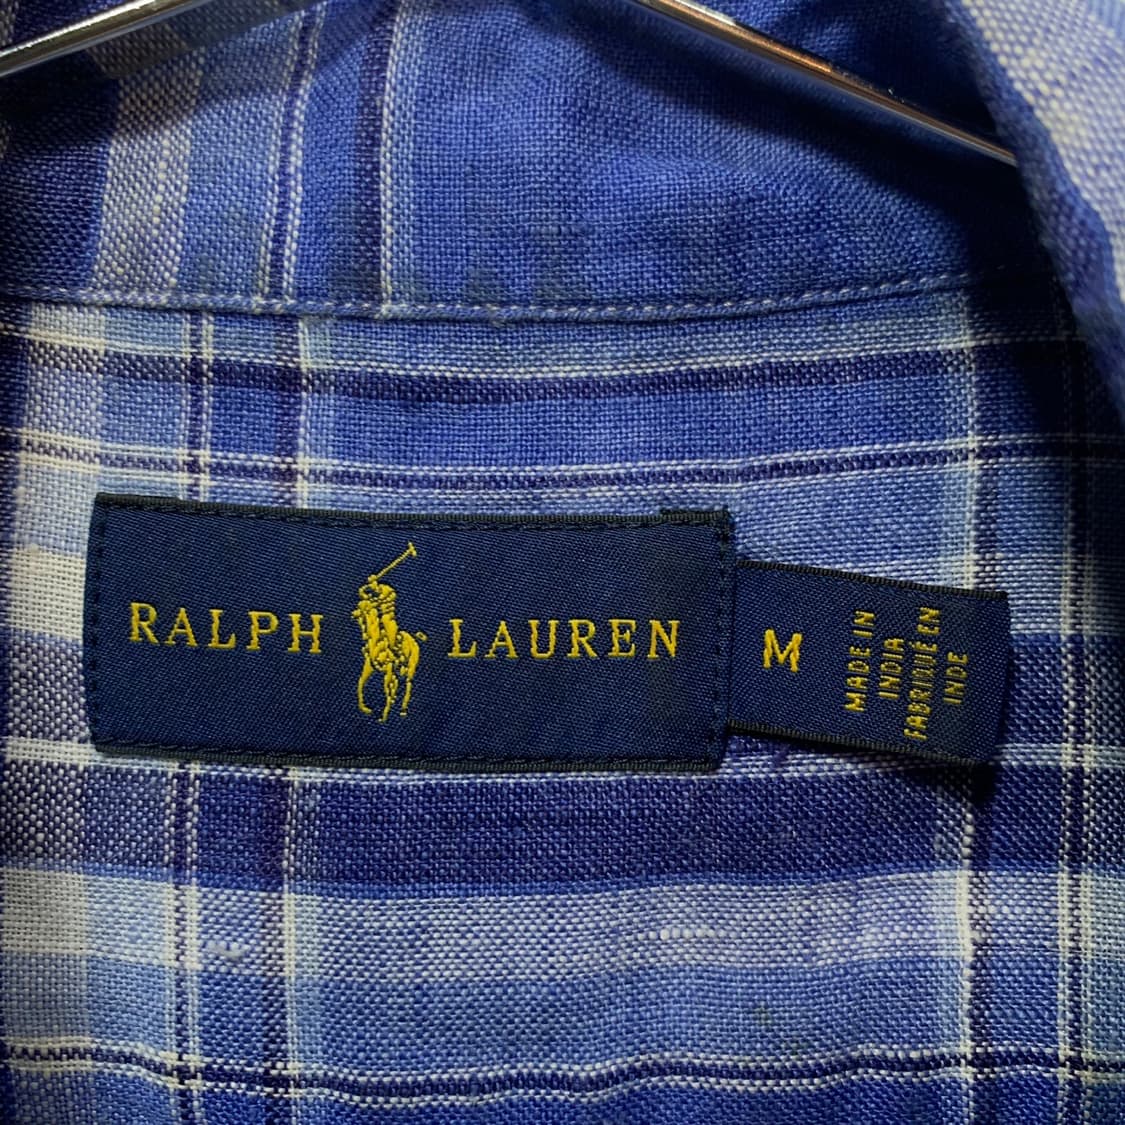 RALPH LAUREN
M
MADE IN
INDIA
FABRIQUÉ EN
INDE